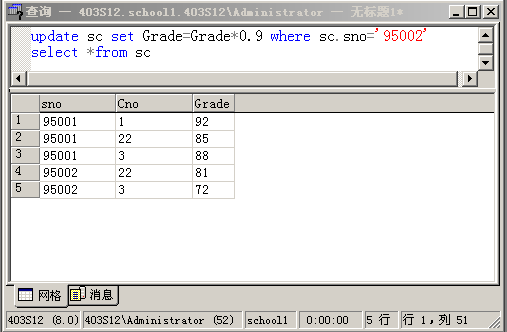 查询 — 403S12.school1.403S12\Administrator — 无标题1*
update sc set Grade=Grade*0.9 where sc.sno='95002'
select *from sc
sno Cno Grade
1 95001 1 92
2 95001 22 85
3 95001 3 88
4 95002 22 81
5 95002 3 72
网格 消息
403S12 (8.0) 403S12\Administrator (52) school1 0:00:00 5 行 行 1，列 51